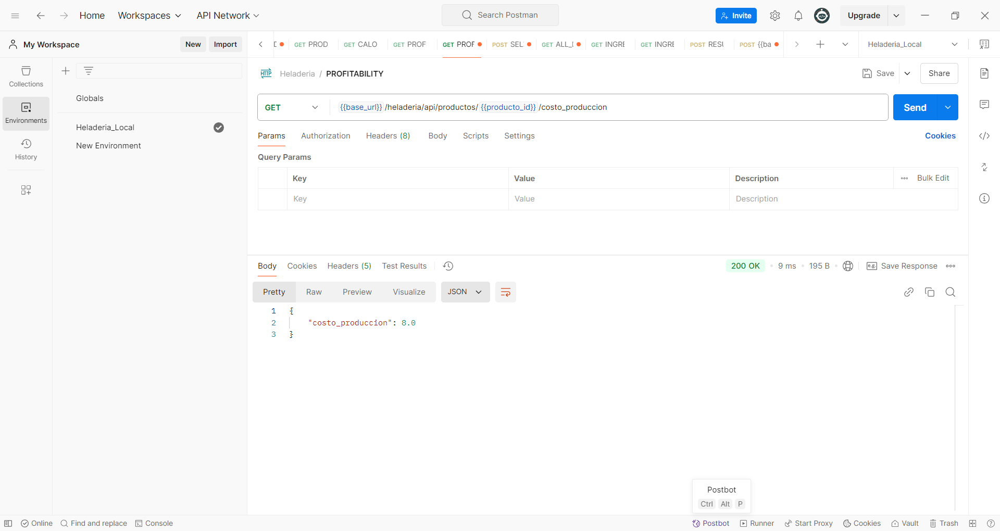 Home
Workspaces
API Network
Search Postman
Invite
Upgrade
My Workspace
New
Import
GET PROD
GET CALO
GET PROF
GET PROF
POST SEL
GET ALL_
GET INGRE
GET INGRE
POST RESU
POST {{ba
Heladeria_Local
Collections
Environments
History
Globals
Heladeria_Local
New Environment
HTTP
Heladeria / PROFITABILITY
Save
Share
GET
{{base_url}}/heladeria/api/productos/{{producto_id}}/costo_produccion
Send
Params
Authorization
Headers (8)
Body
Scripts
Settings
Cookies
Query Params
Key
Value
Description
Bulk Edit
Key
Value
Description
Body
Cookies
Headers (5)
Test Results
200 OK
9 ms
195 B
e.g.
Save Response
Pretty
Raw
Preview
Visualize
JSON
1 {
2 "costo_produccion": 8.0
3 }
Postbot
Ctrl Alt P
Online
Find and replace
Console
Postbot
Runner
Start Proxy
Cookies
Vault
Trash